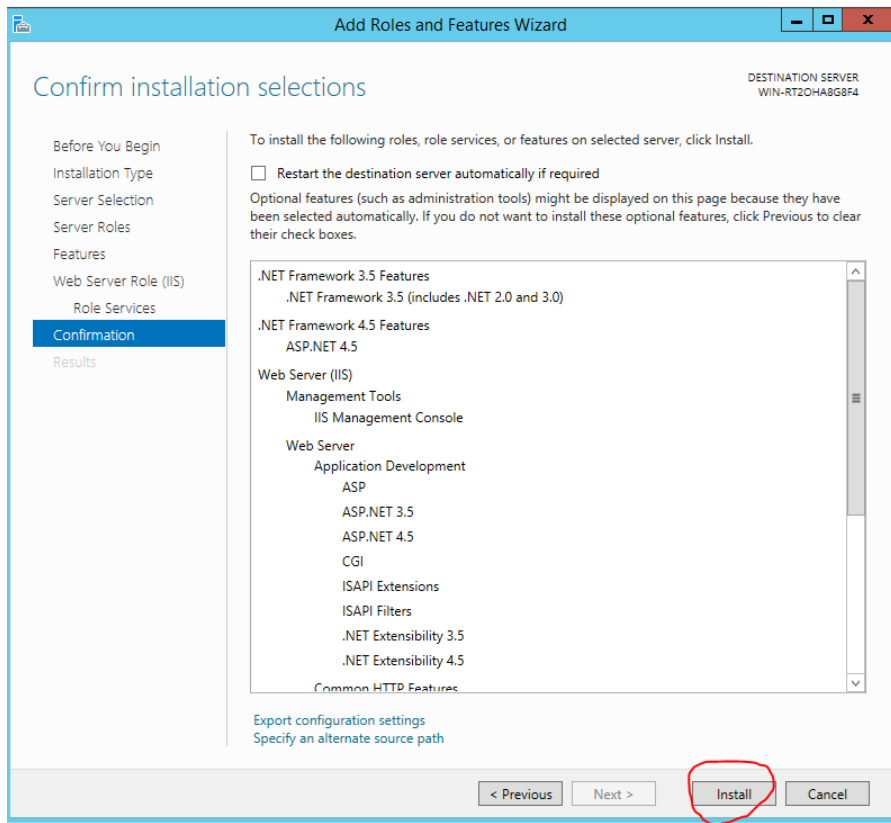 Add Roles and Features Wizard
Confirm installation selections
DESTINATION SERVER
WIN-RT2OHA8G8F4
Before You Begin
Installation Type
Server Selection
Server Roles
Features
Web Server Role (IIS)
Role Services
Confirmation
Results
To install the following roles, role services, or features on selected server, click Install.
Restart the destination server automatically if required
Optional features (such as administration tools) might be displayed on this page because they have
been selected automatically. If you do not want to install these optional features, click Previous to clear
their check boxes.
.NET Framework 3.5 Features
.NET Framework 3.5 (includes .NET 2.0 and 3.0)
.NET Framework 4.5 Features
ASP.NET 4.5
Web Server (IIS)
Management Tools
IIS Management Console
Web Server
Application Development
ASP
ASP.NET 3.5
ASP.NET 4.5
CGI
ISAPI Extensions
ISAPI Filters
.NET Extensibility 3.5
.NET Extensibility 4.5
Common HTTP Features
Export configuration settings
Specify an alternate source path
< Previous
Next >
Install
Cancel